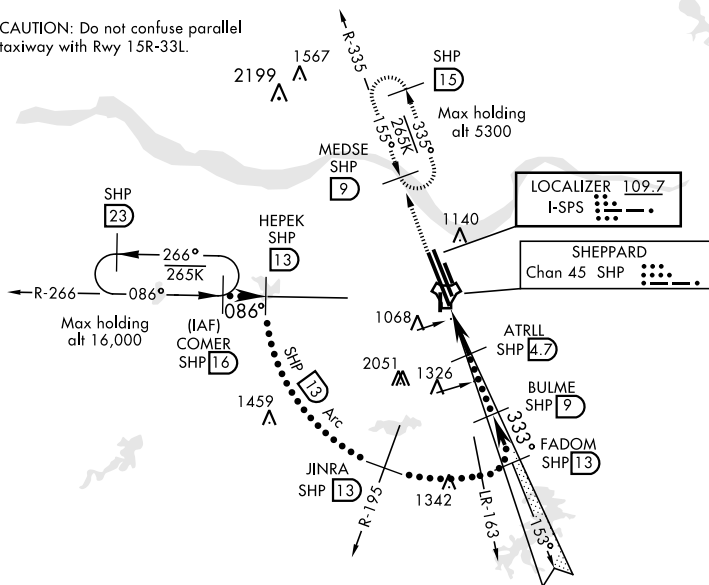 CAUTION: Do not confuse parallel
taxiway with Rwy 15R-33L.
R-335
1567
2199
SHP
15
Max holding
alt 5300
155°
265K
335°
MEDSE
SHP
9
LOCALIZER 109.7
I-SPS
SHP
23
HEPEK
SHP
13
1140
SHEPPARD
Chan 45 SHP
266°
265K
R-266
086°
086°
Max holding
alt 16,000
(IAF)
COMER
SHP 16
1068
ATRLL
SHP 4.7
SHP 13 Arc
2051
1326
BULME
SHP 9
1459
333°
FADOM
SHP 13
JINRA
SHP 13
R-195
1342
LR-163
153°